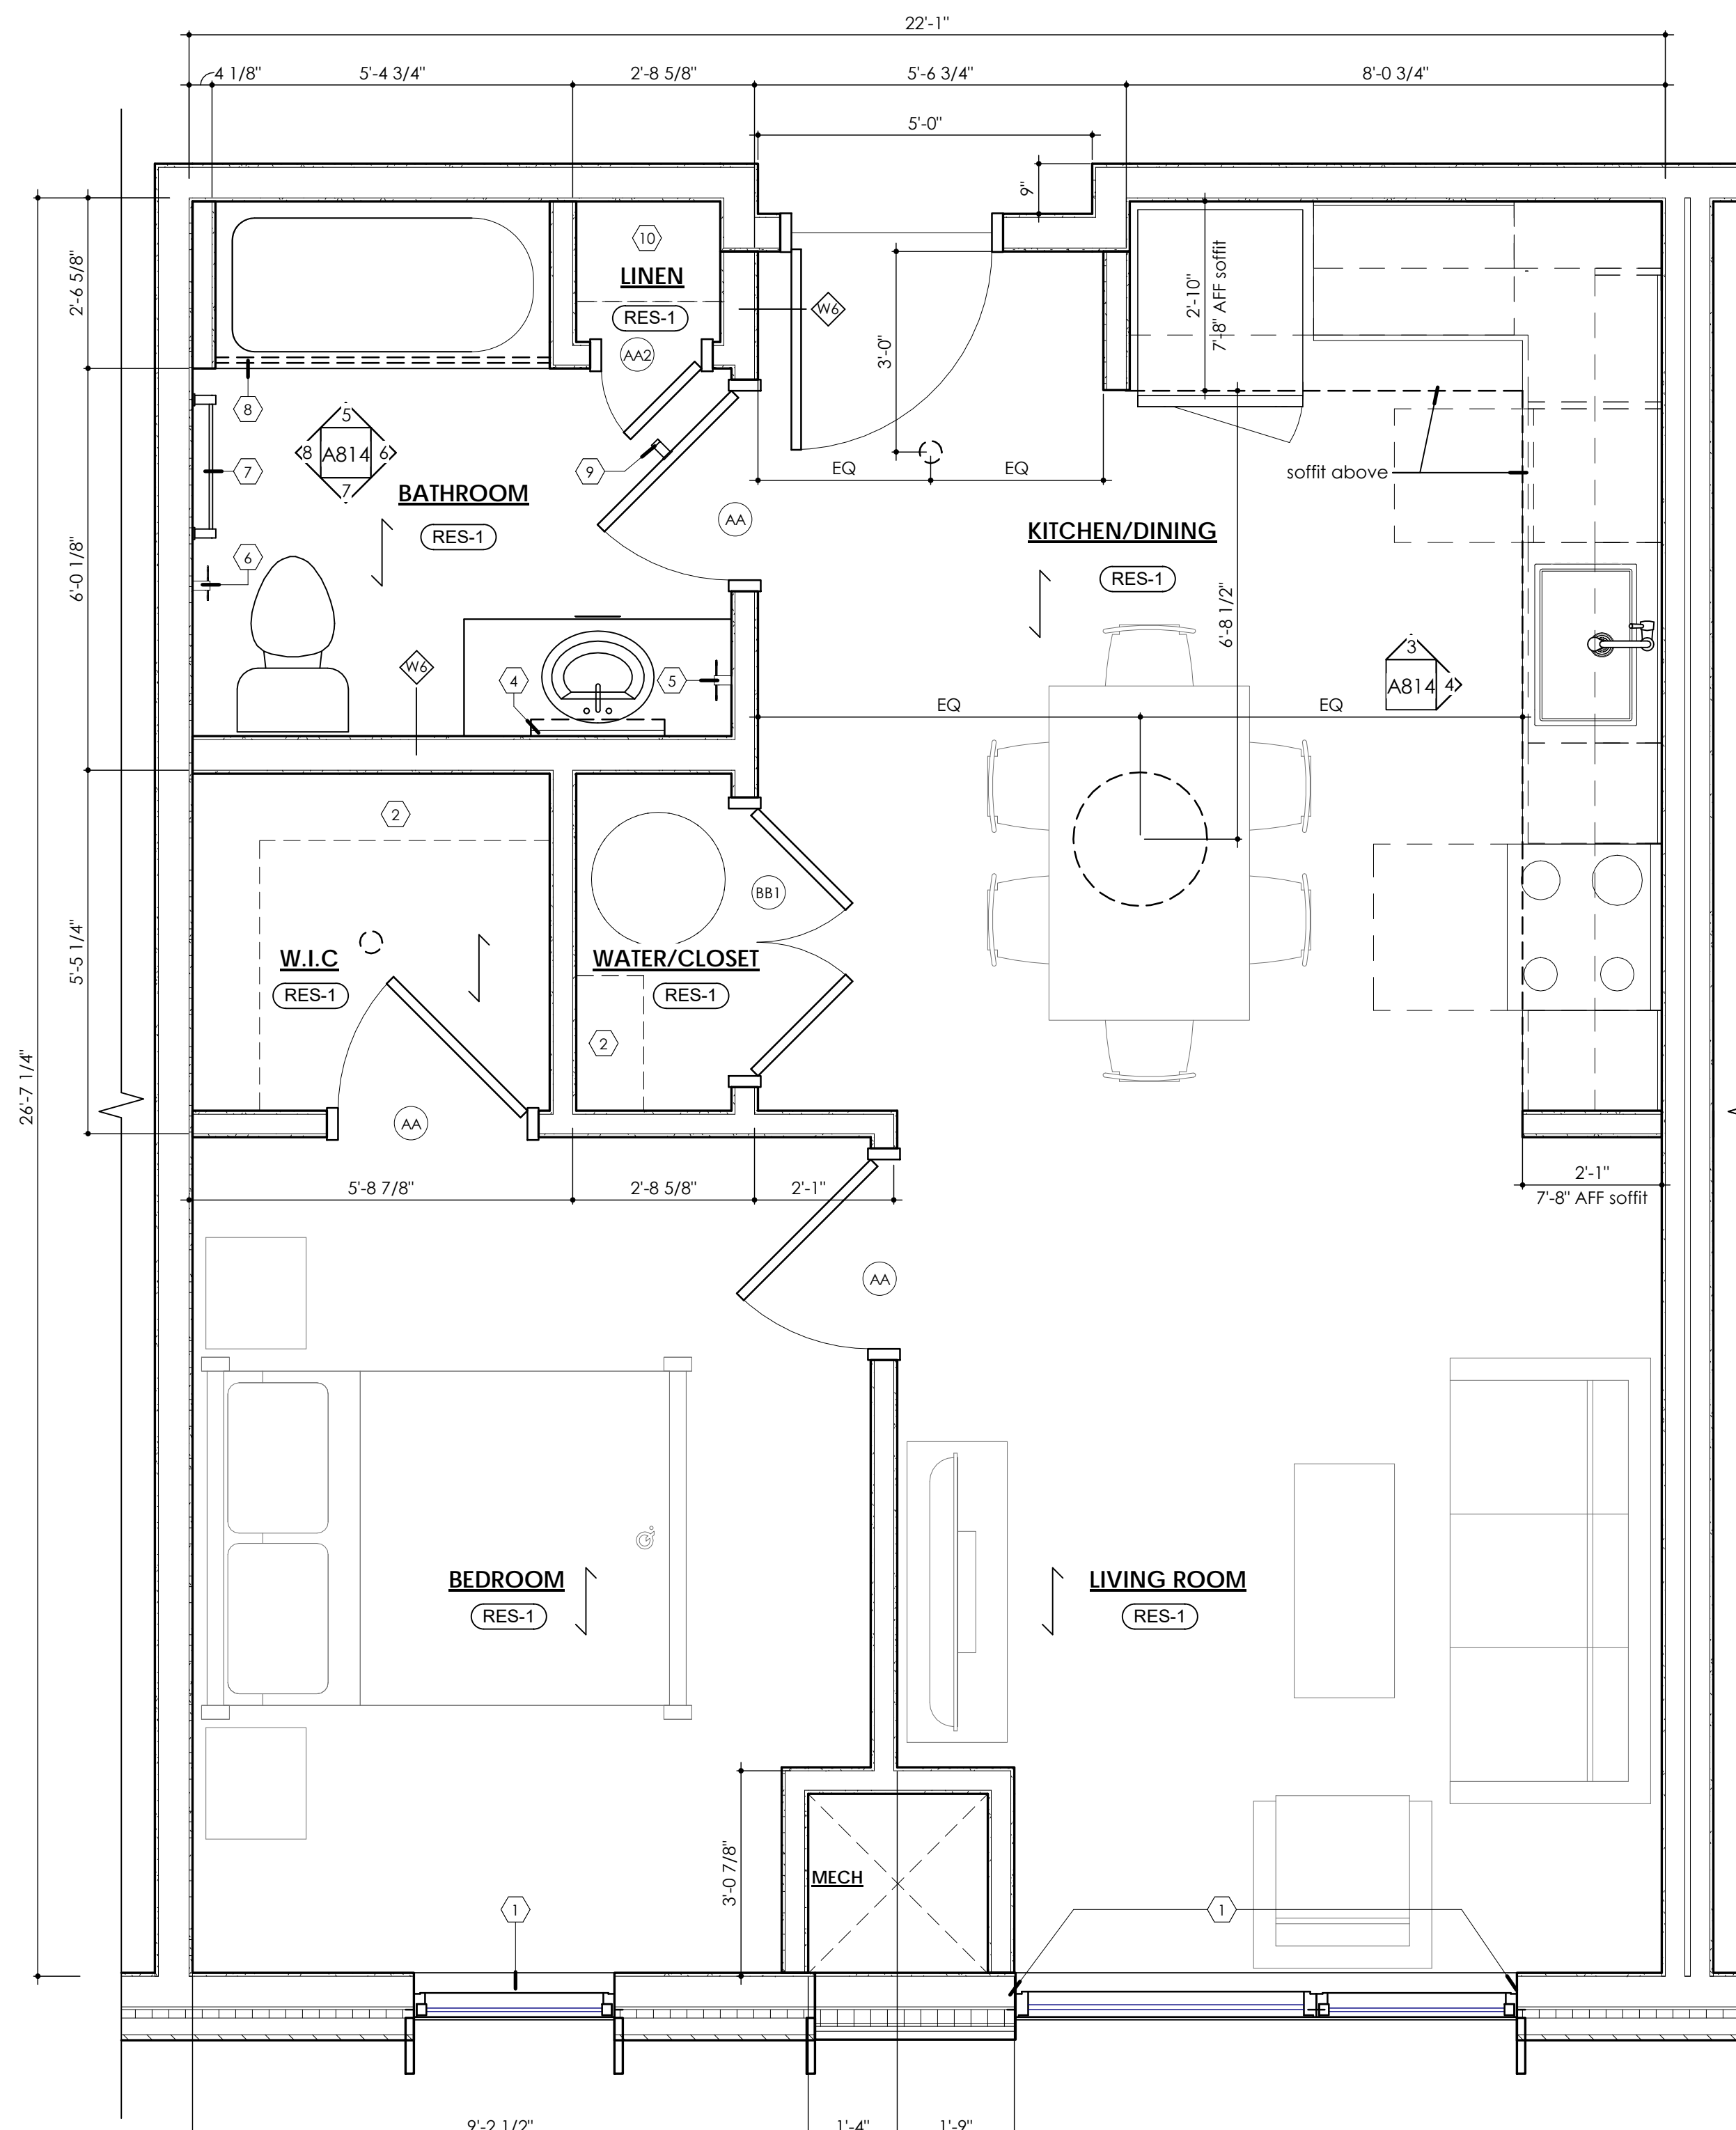 22'-1"
4 1/8"
5'-4 3/4"
2'-8 5/8"
5'-6 3/4"
8'-0 3/4"
5'-0"
9"
2'-6 5/8"
10
LINEN
RES-1
W6
AA2
3'-0"
2'-10"
7'-8" AFF soffit
8
5
8 A814 6
7
7
9
EQ
EQ
soffit above
BATHROOM
RES-1
AA
KITCHEN/DINING
RES-1
6'-0 1/8"
6
6'-8 1/2"
W6
4
5
3
A814 4
EQ
EQ
2
BB1
5'-5 1/4"
W.I.C
RES-1
WATER/CLOSET
RES-1
2
26'-7 1/4"
AA
5'-8 7/8"
2'-8 5/8"
2'-1"
2'-1"
7'-8" AFF soffit
AA
BEDROOM
RES-1
LIVING ROOM
RES-1
3'-0 7/8"
MECH
1
1
9'-2 1/2"
1'-4"
1'-9"